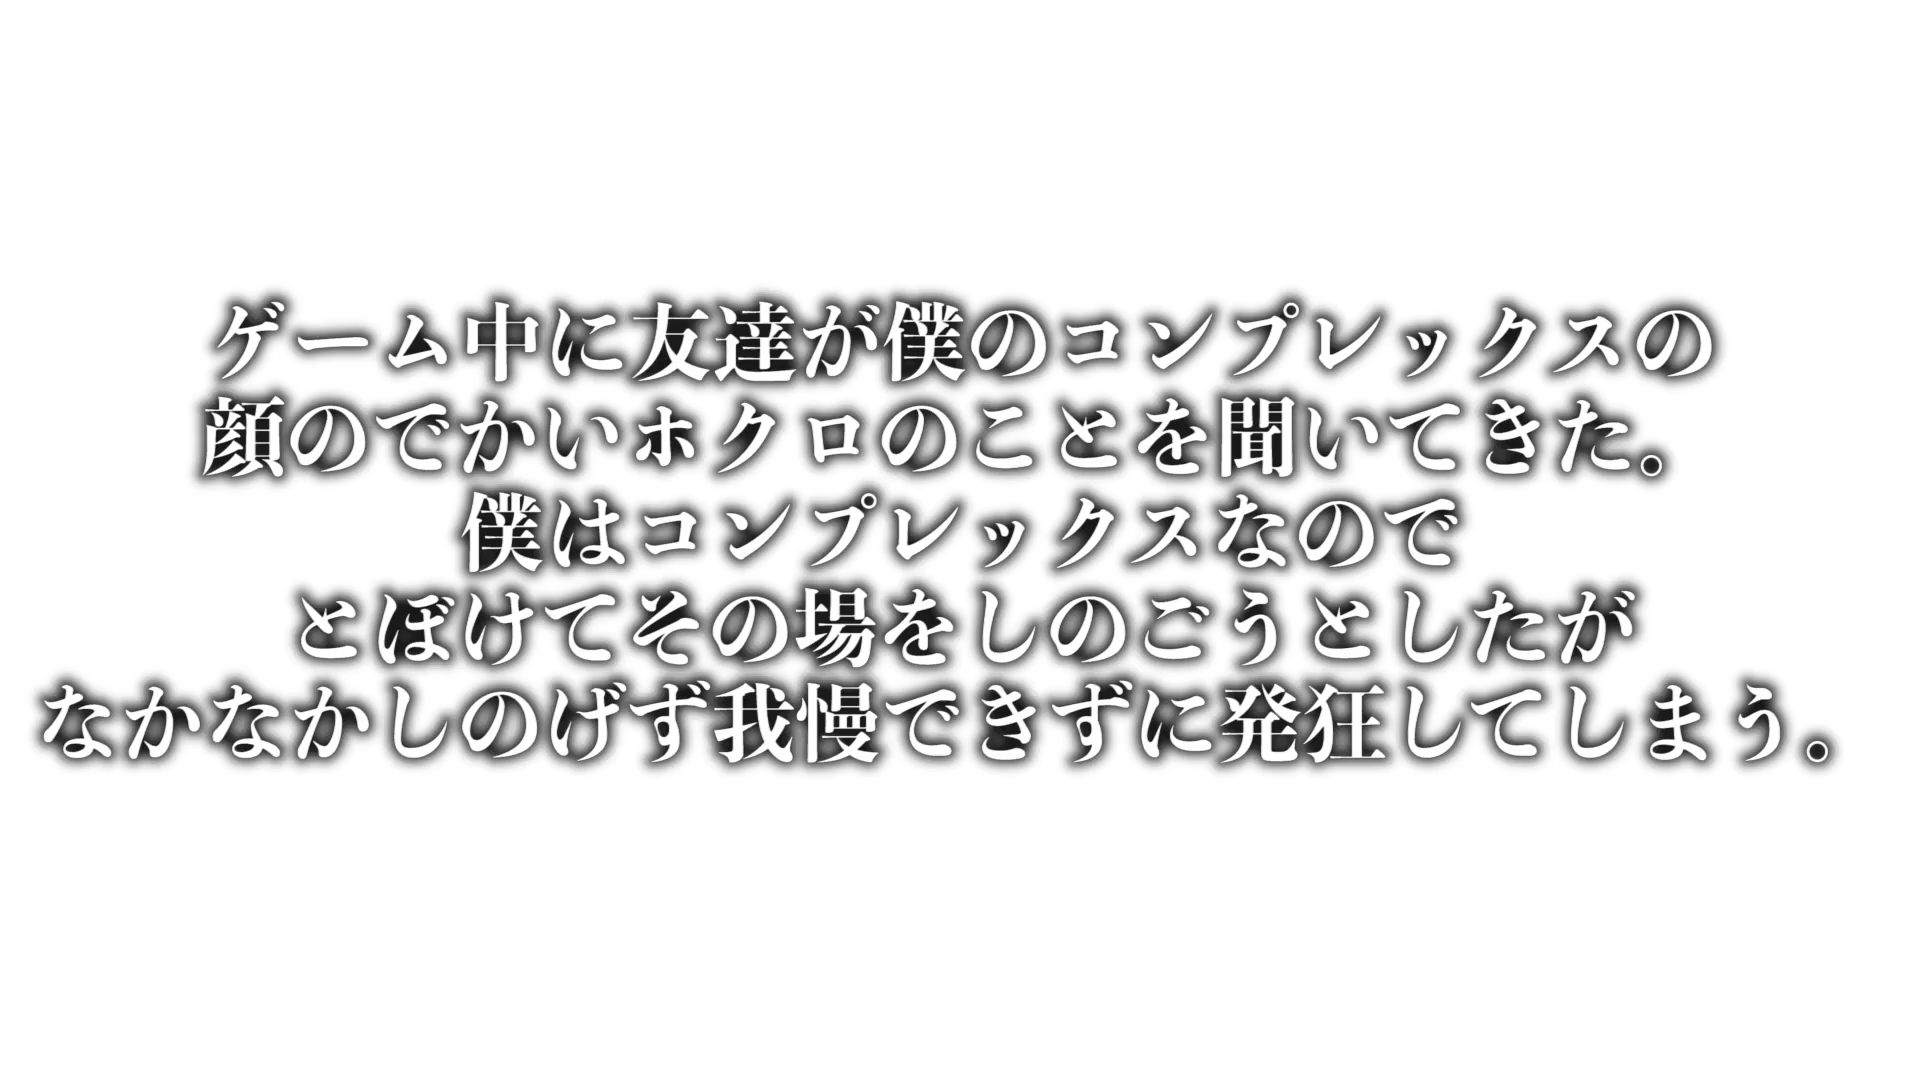 ゲーム中に友達が僕のコンプレックスの
顔のでかいホクロのことを聞いてきた。
僕はコンプレックスなので
とぼけてその場をしのごうとしたが
なかなかしのげず我慢できずに発狂してしまう。